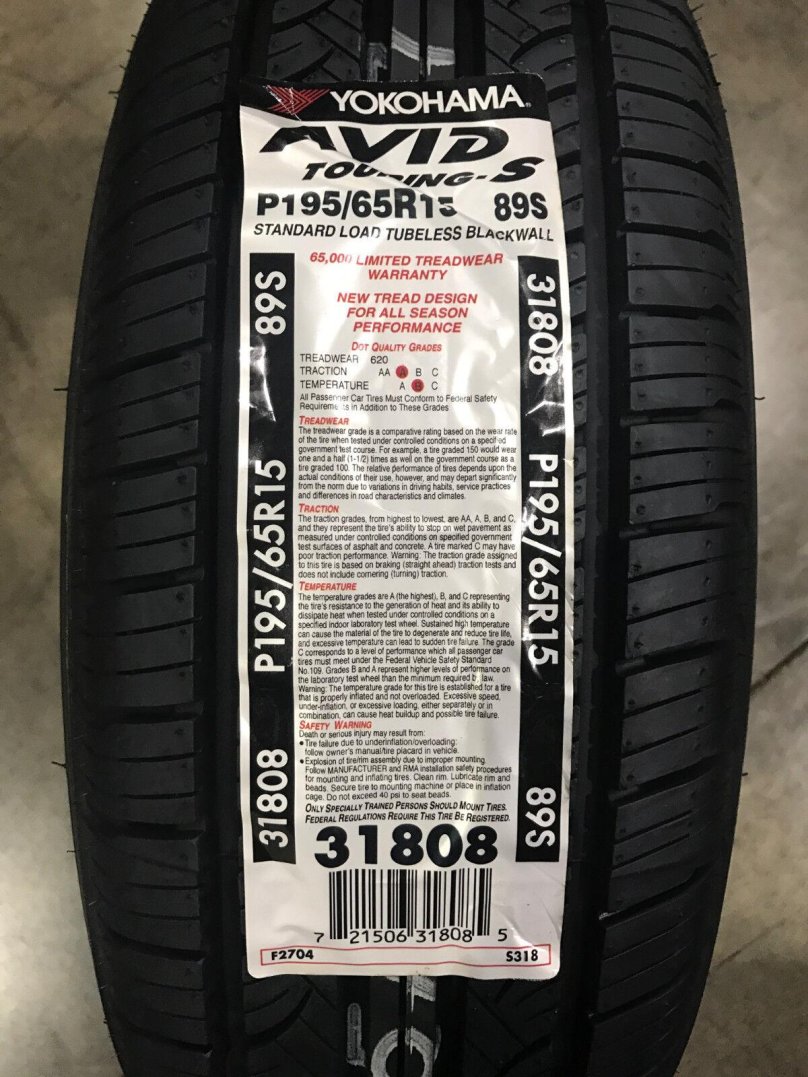 YOKOHAMA®
AVID
TOURING-S
P195/65R15 89S
STANDARD LOAD TUBELESS BLACKWALL
65,000 LIMITED TREADWEAR
WARRANTY
NEW TREAD DESIGN
FOR ALL SEASON
PERFORMANCE
DOT QUALITY GRADES
TREADWEAR 620
TRACTION AA A B C
TEMPERATURE A B C
All Passenger Car Tires Must Conform to Federal Safety
Requirements in Addition to These Grades
TREADWEAR
The treadwear grade is a comparative rating based on the wear rate
of the tire when tested under controlled conditions on a specified
government test course. For example, a tire graded 150 would wear
one and a half (1-1/2) times as well on the government course as a
tire graded 100. The relative performance of tires depends upon the
actual conditions of their use, however, and may depart significantly
from the norm due to variations in driving habits, service practices
and differences in road characteristics and climates.
TRACTION
The traction grades, from highest to lowest, are AA, A, B, and C,
and they represent the tire's ability to stop on wet pavement as
measured under controlled conditions on specified government
test surfaces of asphalt and concrete. A tire marked C may have
poor traction performance. Warning: The traction grade assigned
to this tire is based on braking (straight ahead) traction tests and
does not include cornering (turning) traction.
TEMPERATURE
The temperature grades are A (the highest), B, and C representing
the tire's resistance to the generation of heat and its ability to
dissipate heat when tested under controlled conditions on a
specified indoor laboratory test wheel. Sustained high temperature
can cause the material of the tire to degenerate and reduce tire life,
and excessive temperature can lead to sudden tire failure. The grade
C corresponds to a level of performance which all passenger car
tires must meet under the Federal Vehicle Safety Standard
No.109. Grades B and A represent higher levels of performance on
the laboratory test wheel than the minimum required by law.
Warning: The temperature grade for this tire is established for a tire
that is properly inflated and not overloaded. Excessive speed,
under-inflation, or excessive loading, either separately or in
combination, can cause heat buildup and possible tire failure.
SAFETY WARNING
Death or serious injury may result from:
• Tire failure due to underinflation/overloading:
follow owner's manual/tire placard in vehicle.
• Explosion of tire/rim assembly due to improper mounting.
Follow MANUFACTURER and RMA installation safety procedures
for mounting and inflating tires. Clean rim. Lubricate rim and
beads. Secure tire to mounting machine or place in inflation
cage. Do not exceed 40 psi to seat beads.
ONLY SPECIALLY TRAINED PERSONS SHOULD MOUNT TIRES.
FEDERAL REGULATIONS REQUIRE THIS TIRE BE REGISTERED.
31808
7 21506 31808 5
F2704 S318
31808 P195/65R15 89S
31808 P195/65R15 89S